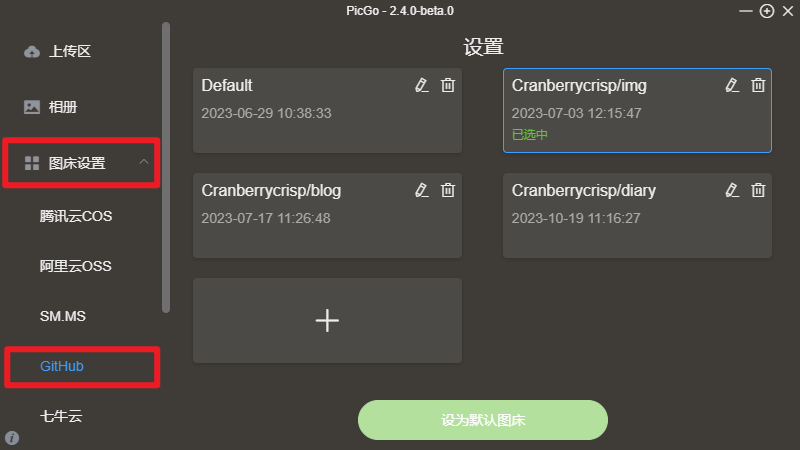 PicGo - 2.4.0-beta.0
上传区
相册
图床设置
腾讯云COS
阿里云OSS
SM.MS
GitHub
七牛云
设置
Default
2023-06-29 10:38:33
Cranberrycrisp/img
2023-07-03 12:15:47
已选中
Cranberrycrisp/blog
2023-07-17 11:26:48
Cranberrycrisp/diary
2023-10-19 11:16:27
设为默认图床